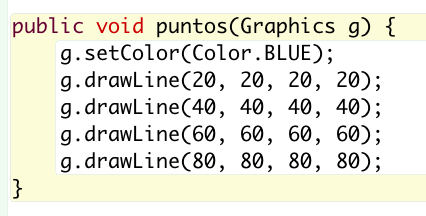 public void puntos(Graphics g) {
    g.setColor(Color.BLUE);
    g.drawLine(20, 20, 20, 20);
    g.drawLine(40, 40, 40, 40);
    g.drawLine(60, 60, 60, 60);
    g.drawLine(80, 80, 80, 80);
}